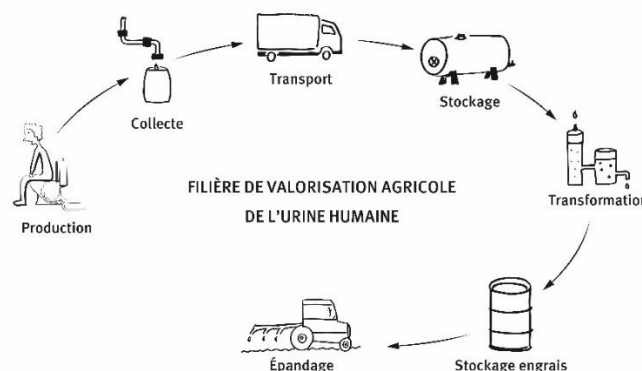 Production
Collecte
Transport
Stockage
Transformation
Stockage engrais
Épandage
FILIÈRE DE VALORISATION AGRICOLE
DE L'URINE HUMAINE